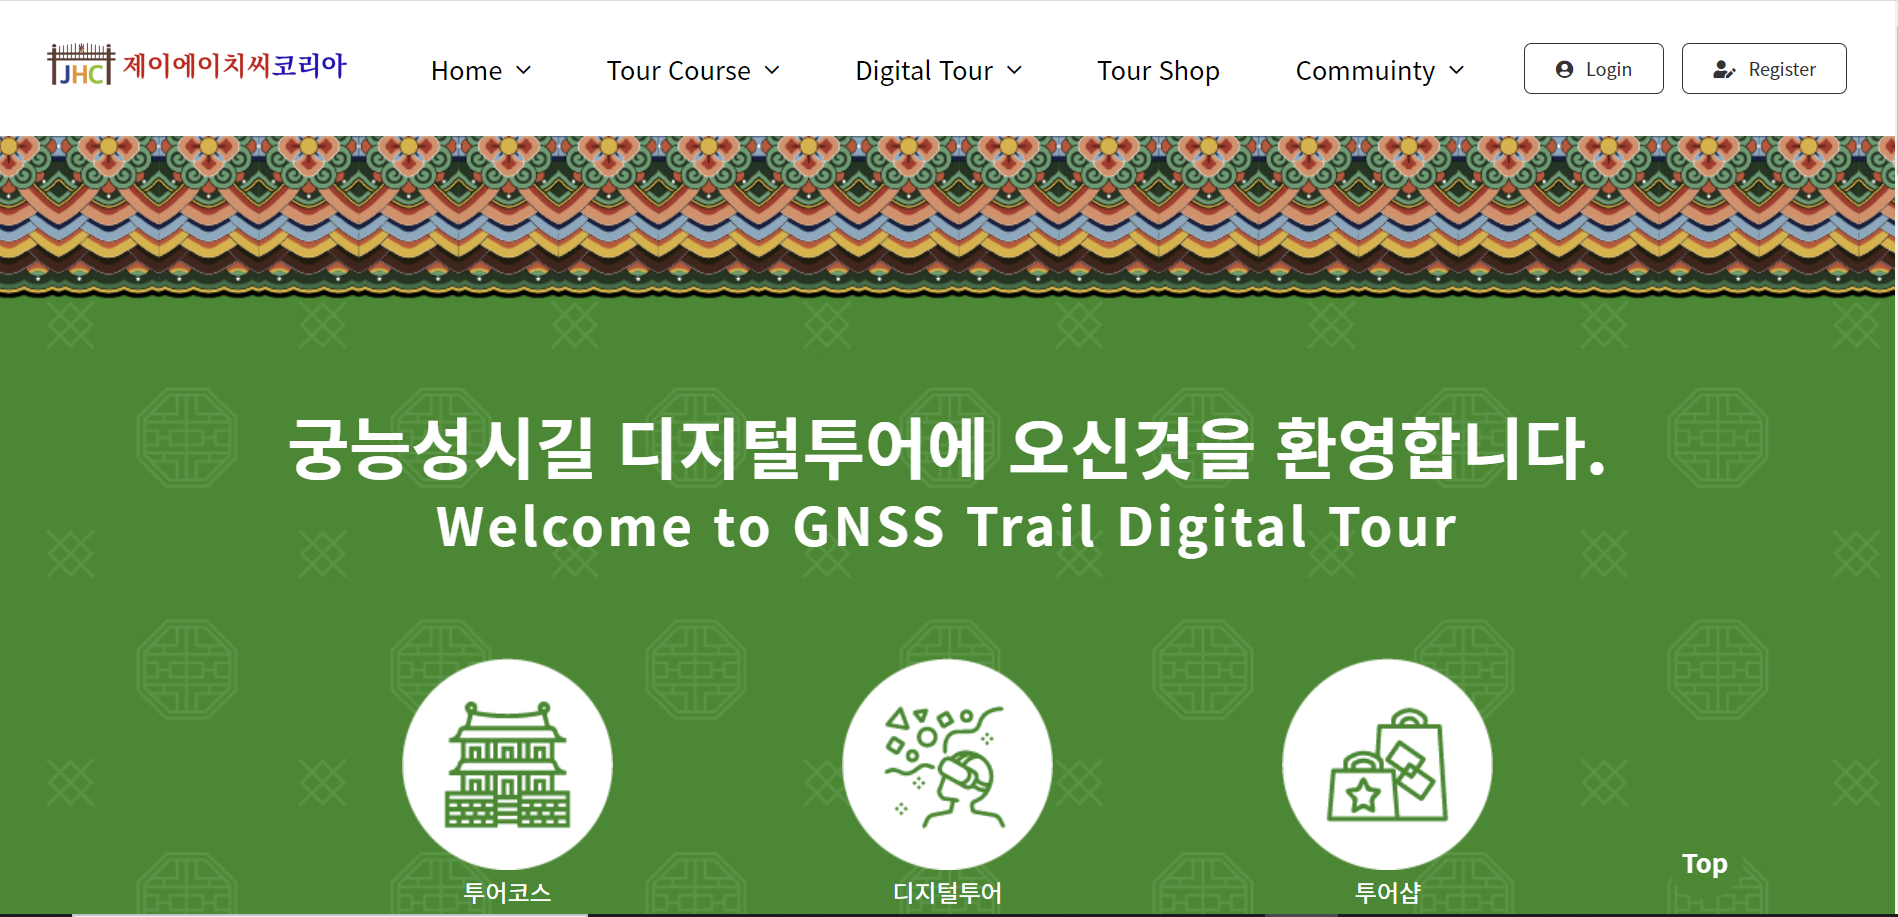 JHC 제이에이치씨코리아
Home
Tour Course
Digital Tour
Tour Shop
Commuinty
Login
Register
궁능성시길 디지털투어에 오신것을 환영합니다.
Welcome to GNSS Trail Digital Tour
투어코스
디지털투어
투어샵
Top